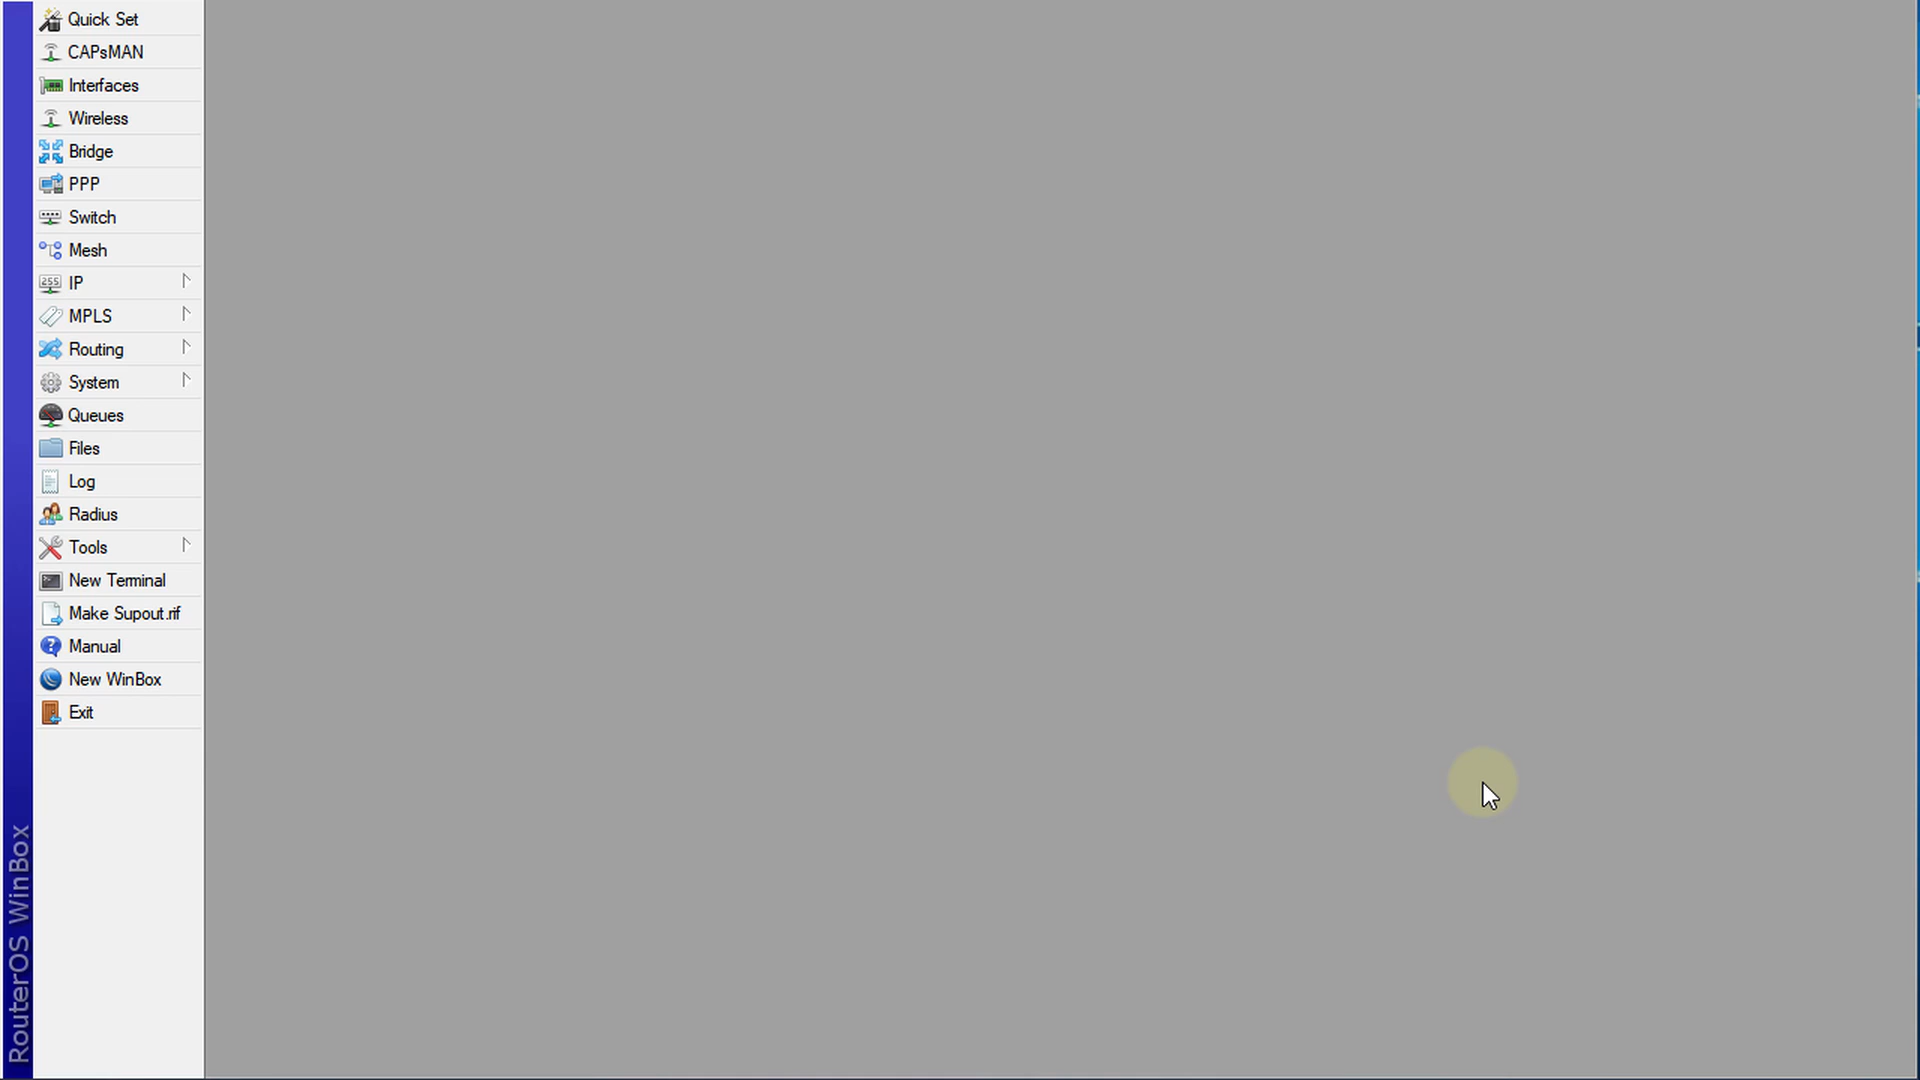 Quick Set
CAPsMAN
Interfaces
Wireless
Bridge
PPP
Switch
Mesh
255 IP
MPLS
Routing
System
Queues
Files
Log
Radius
Tools
New Terminal
Make Supout.rif
Manual
New WinBox
Exit
RouterOS WinBox